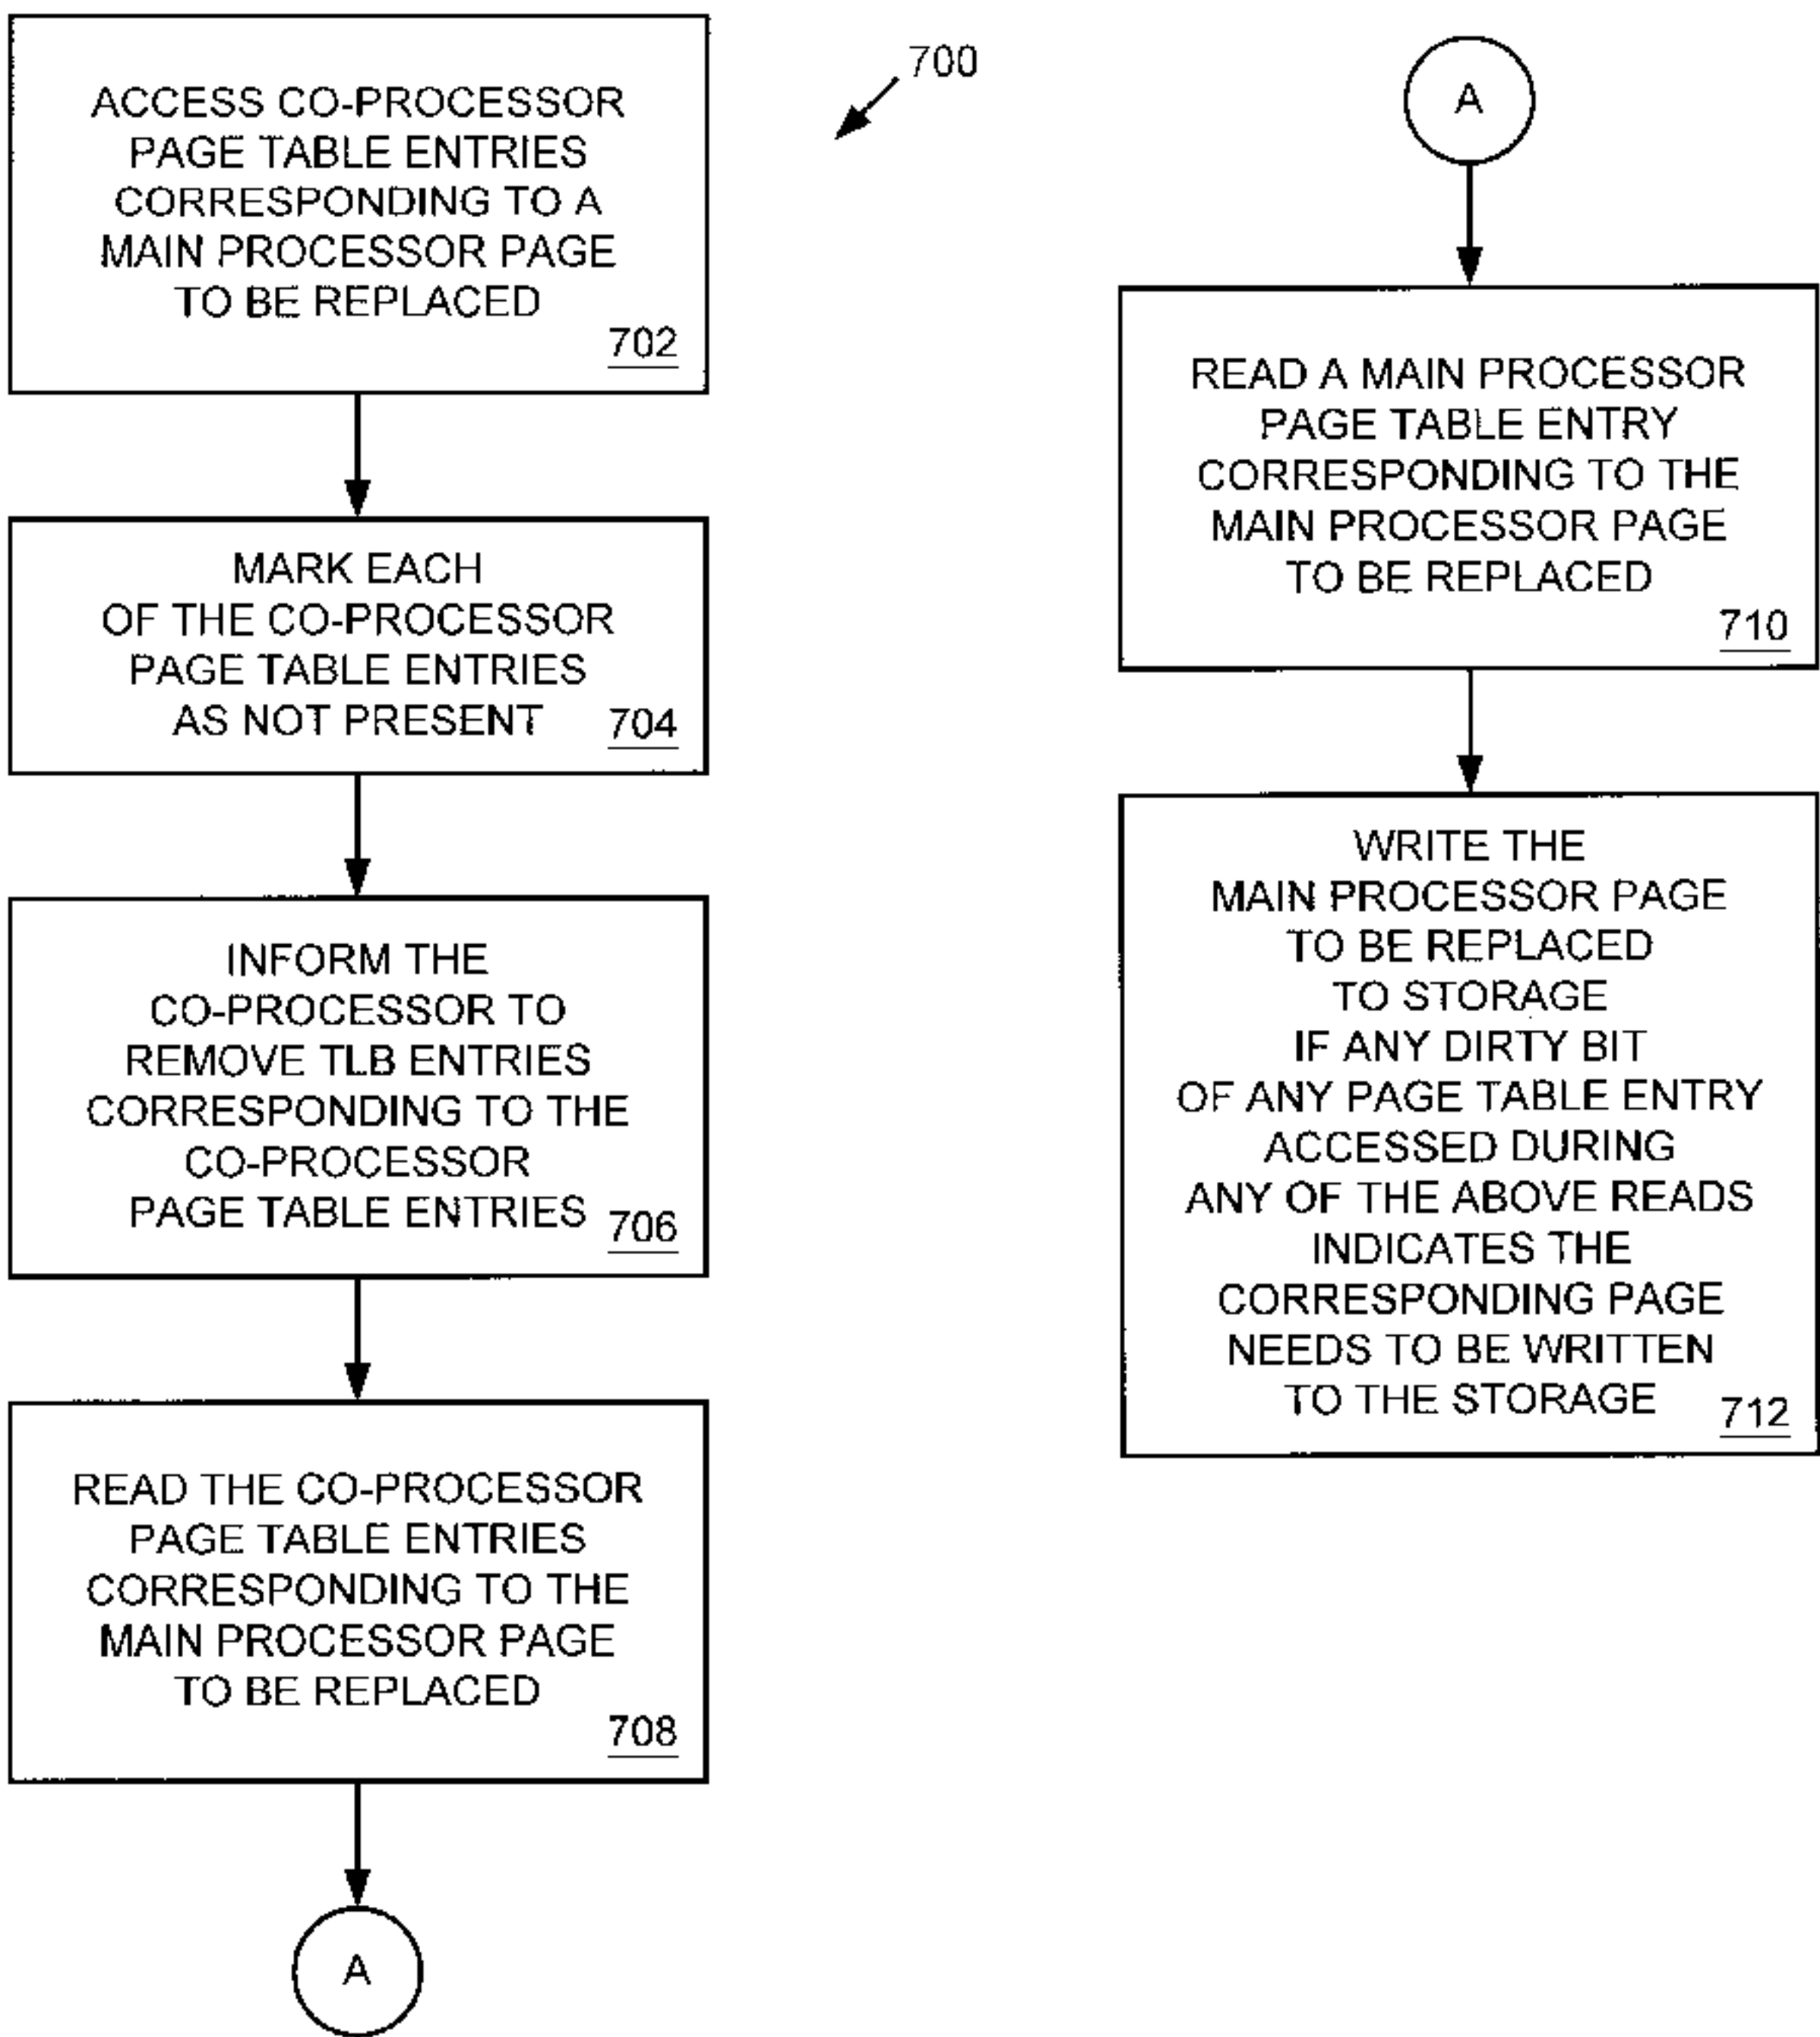 ACCESS CO-PROCESSOR
PAGE TABLE ENTRIES
CORRESPONDING TO A
MAIN PROCESSOR PAGE
TO BE REPLACED
702
MARK EACH
OF THE CO-PROCESSOR
PAGE TABLE ENTRIES
AS NOT PRESENT
704
INFORM THE
CO-PROCESSOR TO
REMOVE TLB ENTRIES
CORRESPONDING TO THE
CO-PROCESSOR
PAGE TABLE ENTRIES
706
READ THE CO-PROCESSOR
PAGE TABLE ENTRIES
CORRESPONDING TO THE
MAIN PROCESSOR PAGE
TO BE REPLACED
708
A
700
A
READ A MAIN PROCESSOR
PAGE TABLE ENTRY
CORRESPONDING TO THE
MAIN PROCESSOR PAGE
TO BE REPLACED
710
WRITE THE
MAIN PROCESSOR PAGE
TO BE REPLACED
TO STORAGE
IF ANY DIRTY BIT
OF ANY PAGE TABLE ENTRY
ACCESSED DURING
ANY OF THE ABOVE READS
INDICATES THE
CORRESPONDING PAGE
NEEDS TO BE WRITTEN
TO THE STORAGE
712